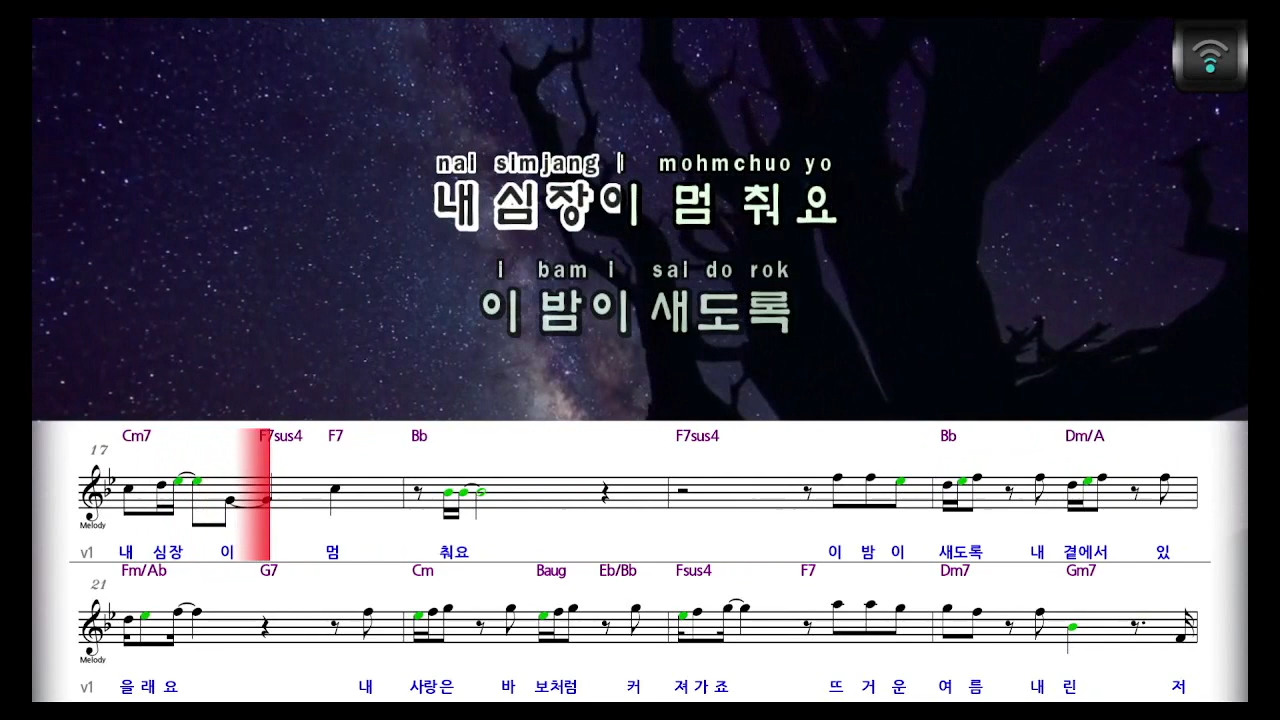 nal simjang i mohmchuo yo
내 심장이 멈 춰 요
i bam i sal do rok
이 밤이 새도록
Cm7 F7sus4 F7 Bb F7sus4 Bb Dm/A
17
Melody
v1 내 심장 이 멈 춰요 이 밤 이 새도록 내 곁에서 있
Fm/Ab G7 Cm Baug Eb/Bb Fsus4 F7 Dm7 Gm7
21
Melody
v1 을 래 요 내 사랑은 바 보처럼 커 져 가 죠 뜨 거 운 여 름 내 린 저